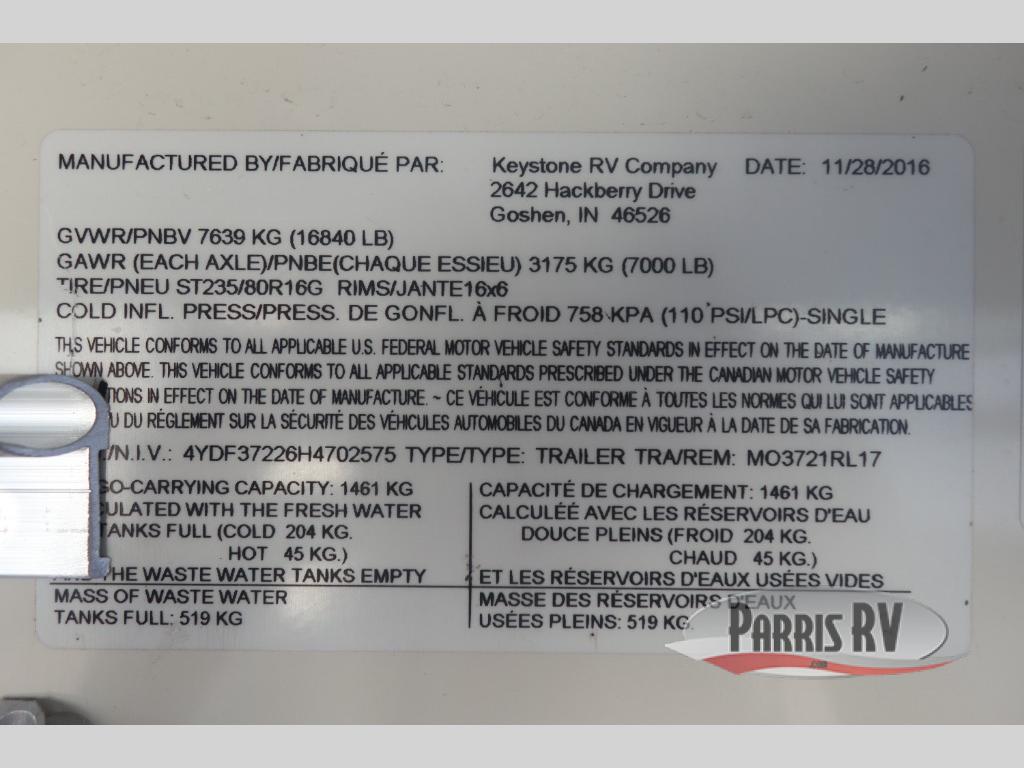 MANUFACTURED BY/FABRIQUÉ PAR: Keystone RV Company DATE: 11/28/2016
2642 Hackberry Drive
Goshen, IN 46526
GVWR/PNBV 7639 KG (16840 LB)
GAWR (EACH AXLE)/PNBE(CHAQUE ESSIEU) 3175 KG (7000 LB)
TIRE/PNEU ST235/80R16G RIMS/JANTE16x6
COLD INFL. PRESS/PRESS. DE GONFL. À FROID 758 KPA (110 PSI/LPC)-SINGLE
THIS VEHICLE CONFORMS TO ALL APPLICABLE U.S. FEDERAL MOTOR VEHICLE SAFETY STANDARDS IN EFFECT ON THE DATE OF MANUFACTURE
SHOWN ABOVE. THIS VEHICLE CONFORMS TO ALL APPLICABLE STANDARDS PRESCRIBED UNDER THE CANADIAN MOTOR VEHICLE SAFETY
IN EFFECT ON THE DATE OF MANUFACTURE. ~ CE VÉHICULE EST CONFORME À TOUTES LES NORMES QUI LUI SONT APPLICABLES
DU RÉGLEMENT SUR LA SÉCURITÉ DES VÉHICULES AUTOMOBILES DU CANADA EN VIGUEUR À LA DATE DE SA FABRICATION.
/N.I.V.: 4YDF37226H4702575 TYPE/TYPE: TRAILER TRA/REM: MO3721RL17
GO-CARRYING CAPACITY: 1461 KG
WITH THE FRESH WATER
TANKS FULL (COLD 204 KG.
HOT 45 KG.)
THE WASTE WATER TANKS EMPTY
MASS OF WASTE WATER
TANKS FULL: 519 KG
CAPACITÉ DE CHARGEMENT: 1461 KG
CALCULÉE AVEC LES RÉSERVOIRS D'EAU
DOUCE PLEINS (FROID 204 KG.
CHAUD 45 KG.)
ET LES RÉSERVOIRS D'EAUX USÉES VIDES
MASSE DES RÉSERVOIRS D'EAUX
USÉES PLEINS: 519 KG.
PARRIS RV
.com